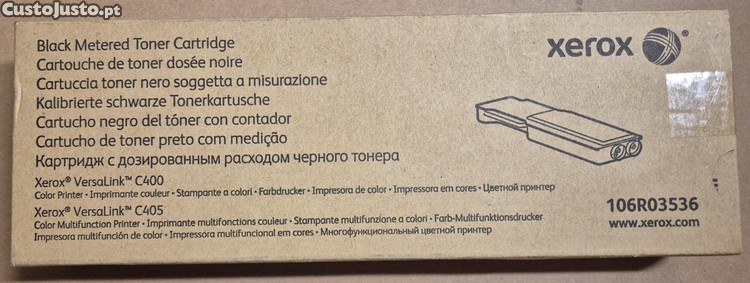 CustoJusto.pt
Black Metered Toner Cartridge
Cartouche de toner dosée noire
Cartuccia toner nero soggetta a misurazione
Kalibrierte schwarze Tonerkartusche
Cartucho negro del tóner con contador
Cartucho de toner preto com medição
Картридж с дозированным расходом черного тонера
Xerox® VersaLink™ C400
Color Printer • Imprimante couleur • Stampante a colori • Farbdrucker • Impresora de color • Impressora em cores • Цветной принтер
Xerox® VersaLink™ C405
Color Multifunction Printer • Imprimante multifonctions couleur • Stampante multifunzione a colori • Farb-Multifunktionsdrucker
Impresora multifunción de color • Impressora multifuncional em cores • Многофункциональный цветной принтер
xerox
106R03536
www.xerox.com